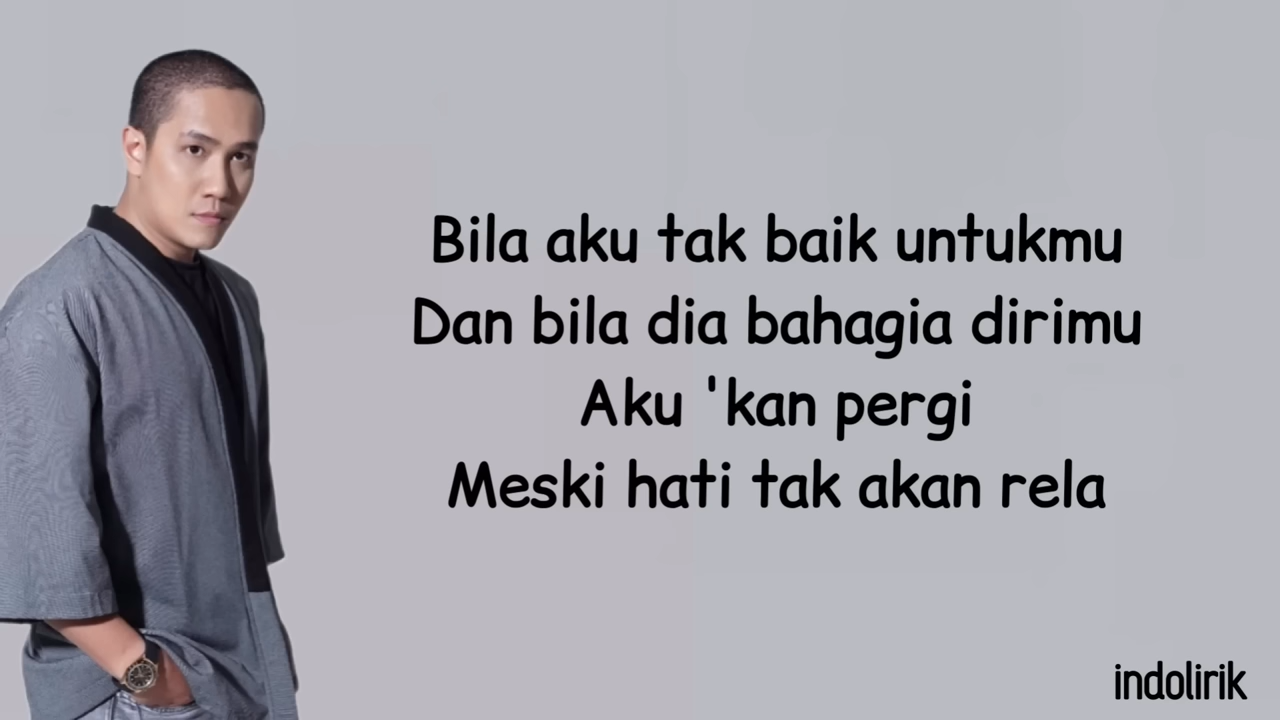 Bila aku tak baik untukmu
Dan bila dia bahagia dirimu
Aku 'kan pergi
Meski hati tak akan rela
indolirik